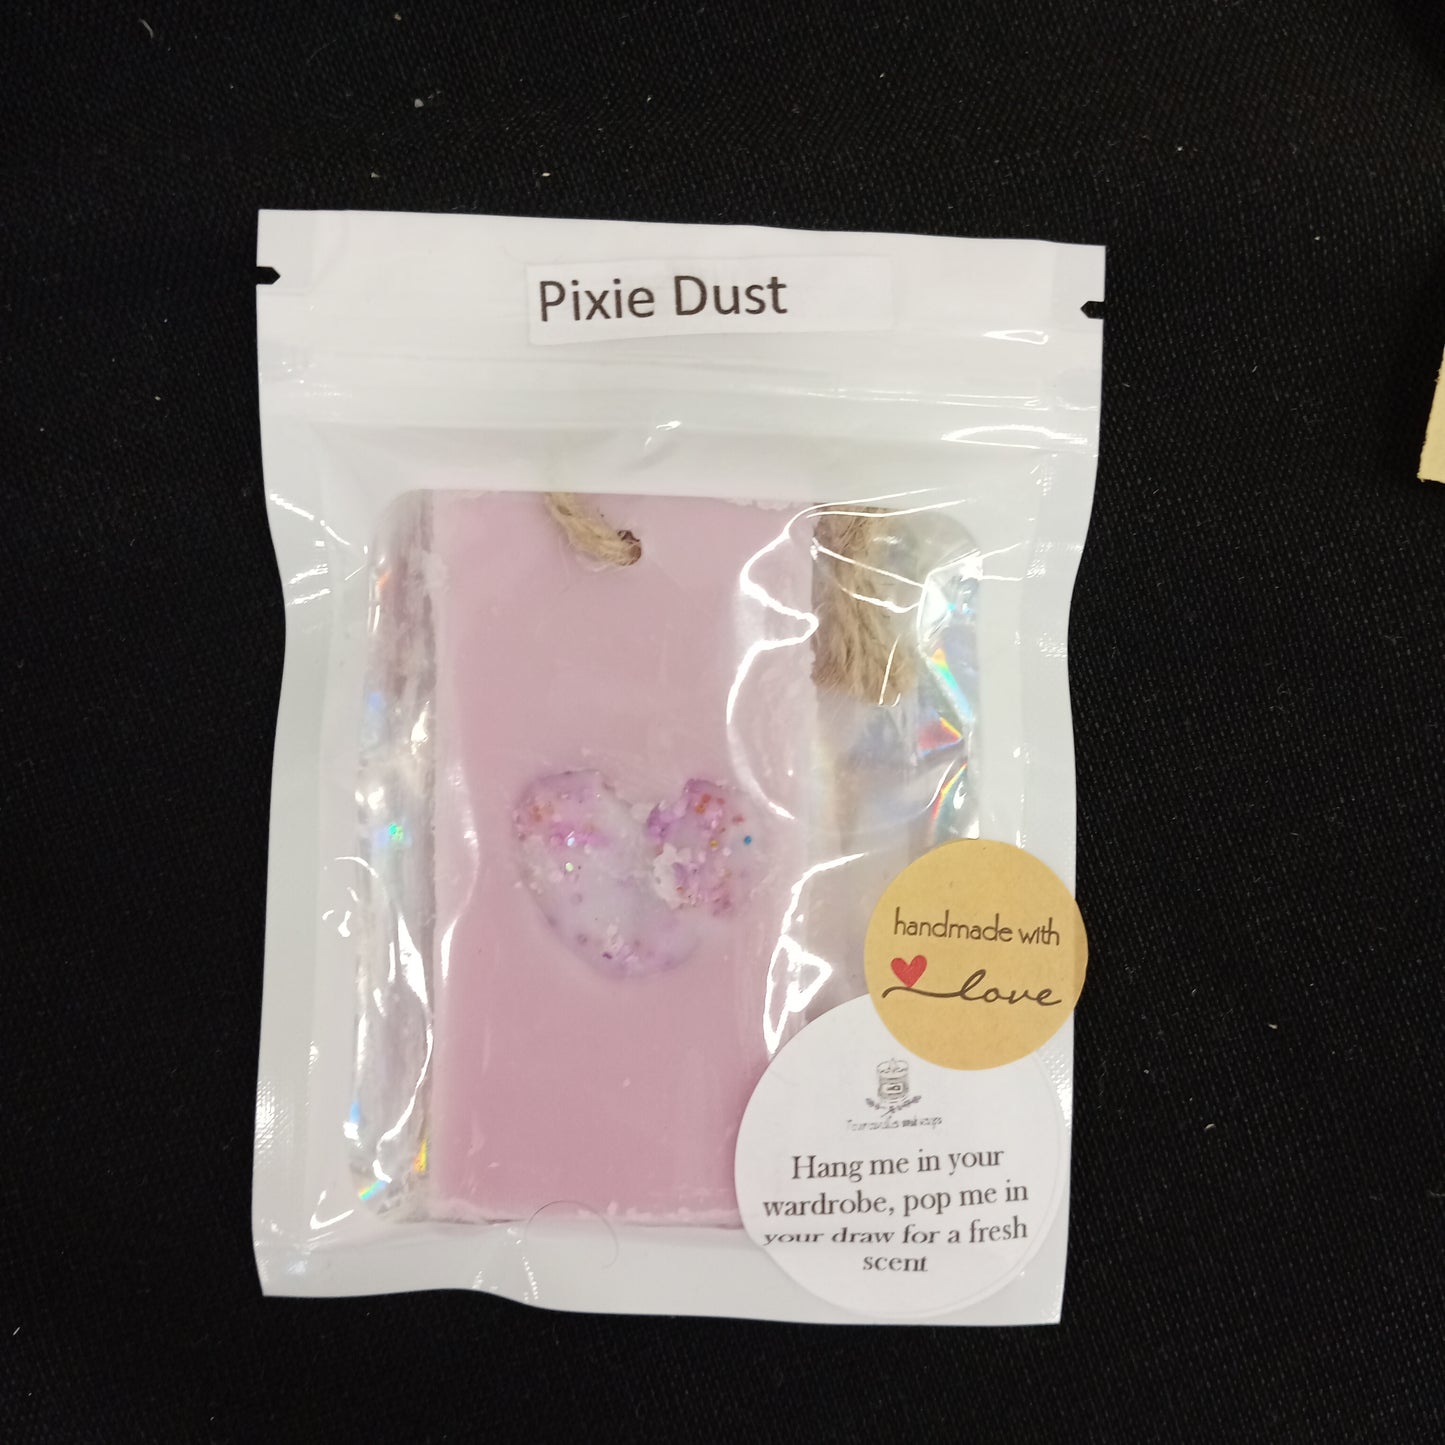 Pixie Dust
handmade with
love
Hang me in your
wardrobe, pop me in
your draw for a fresh
scent